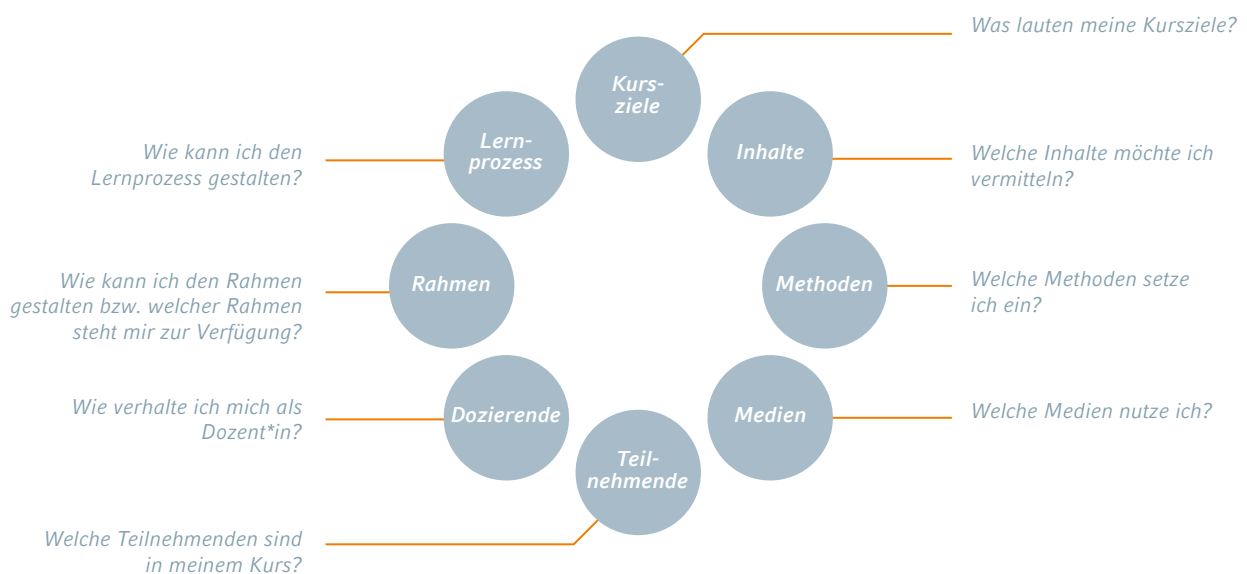 Was lauten meine Kursziele?
Kurs-
ziele
Lern-
prozess
Inhalte
Wie kann ich den
Lernprozess gestalten?
Welche Inhalte möchte ich
vermitteln?
Rahmen
Methoden
Wie kann ich den Rahmen
gestalten bzw. welcher Rahmen
steht mir zur Verfügung?
Welche Methoden setze
ich ein?
Dozierende
Medien
Wie verhalte ich mich als
Dozent*in?
Welche Medien nutze ich?
Teil-
nehmende
Welche Teilnehmenden sind
in meinem Kurs?